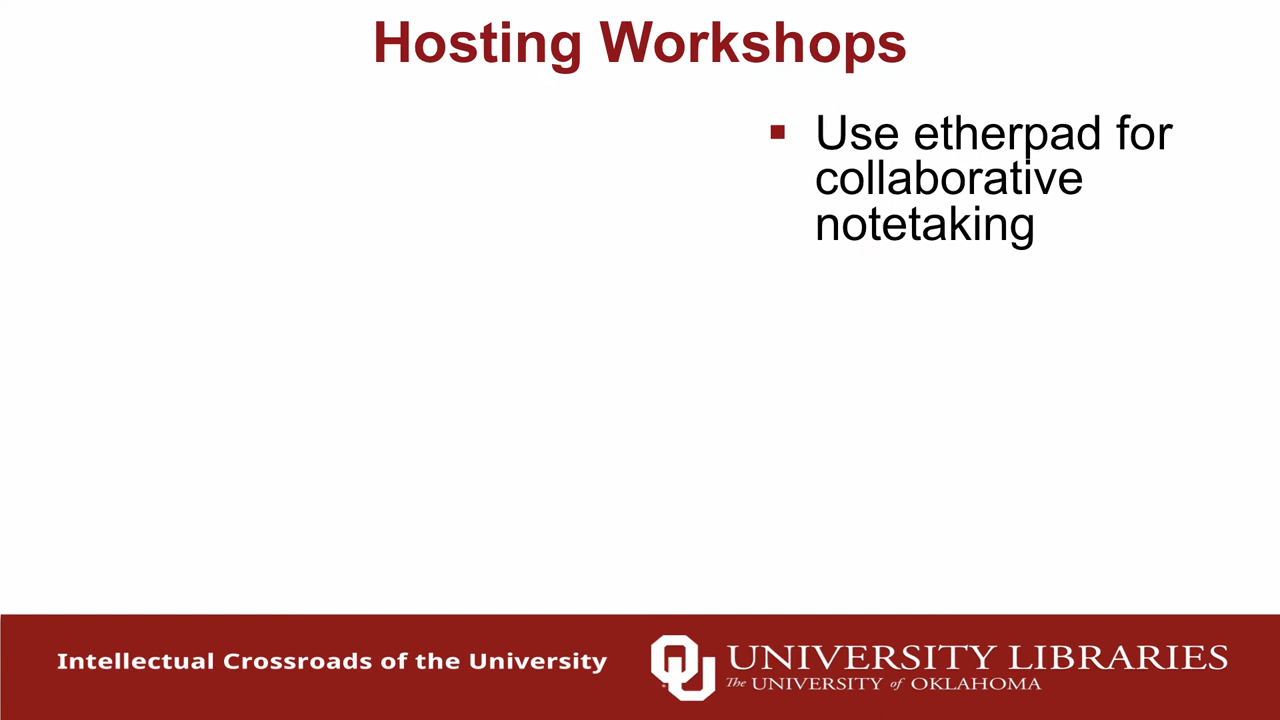 Hosting Workshops
▪ Use etherpad for
collaborative
notetaking
Intellectual Crossroads of the University
OU
UNIVERSITY LIBRARIES
The UNIVERSITY of OKLAHOMA